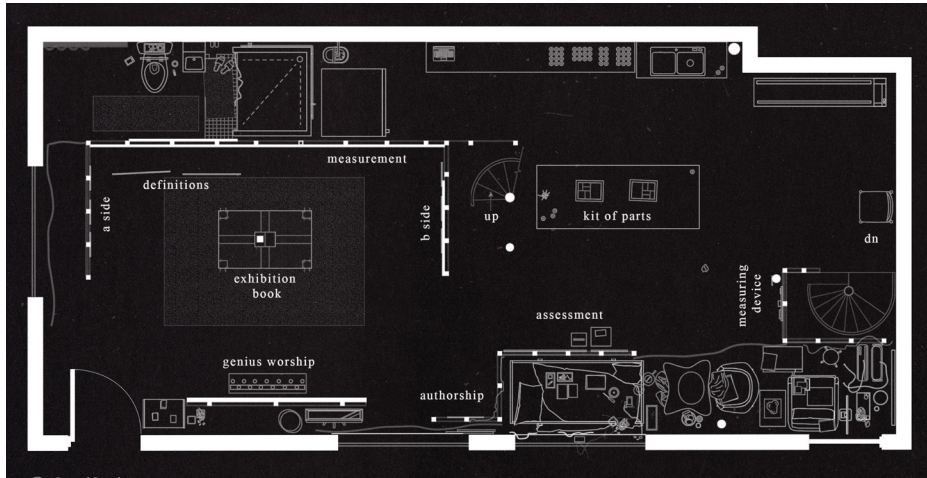 measurement
definitions
a side
b side
up
kit of parts
dn
exhibition
book
measuring
device
assessment
genius worship
authorship